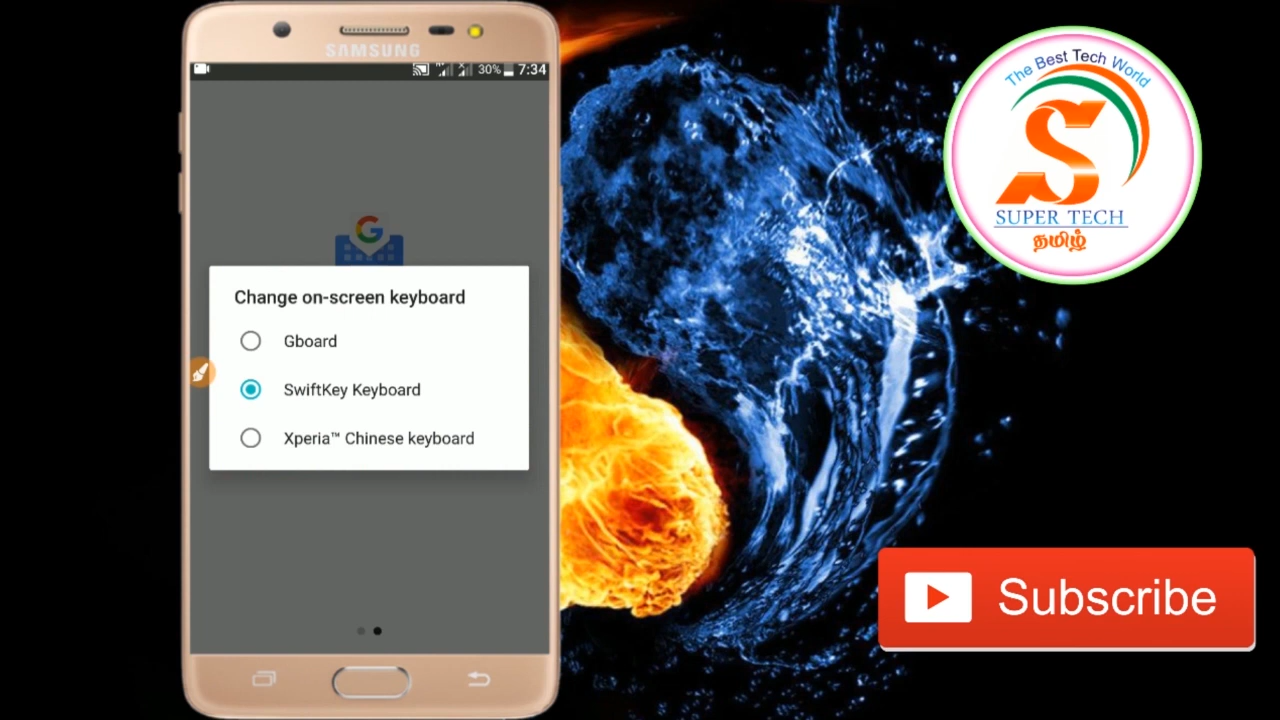 SAMSUNG
30% 7:34
Change on-screen keyboard
Gboard
SwiftKey Keyboard
Xperia™ Chinese keyboard
The Best Tech World
S
SUPER TECH
தமிழ்
Subscribe